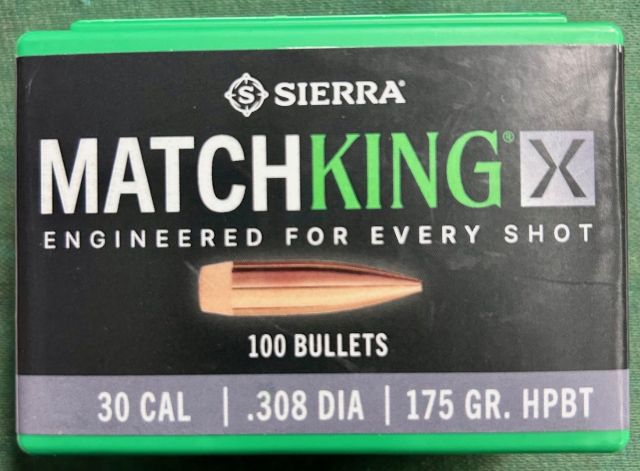 S SIERRA®
MATCHKING® X
ENGINEERED FOR EVERY SHOT
100 BULLETS
30 CAL | .308 DIA | 175 GR. HPBT